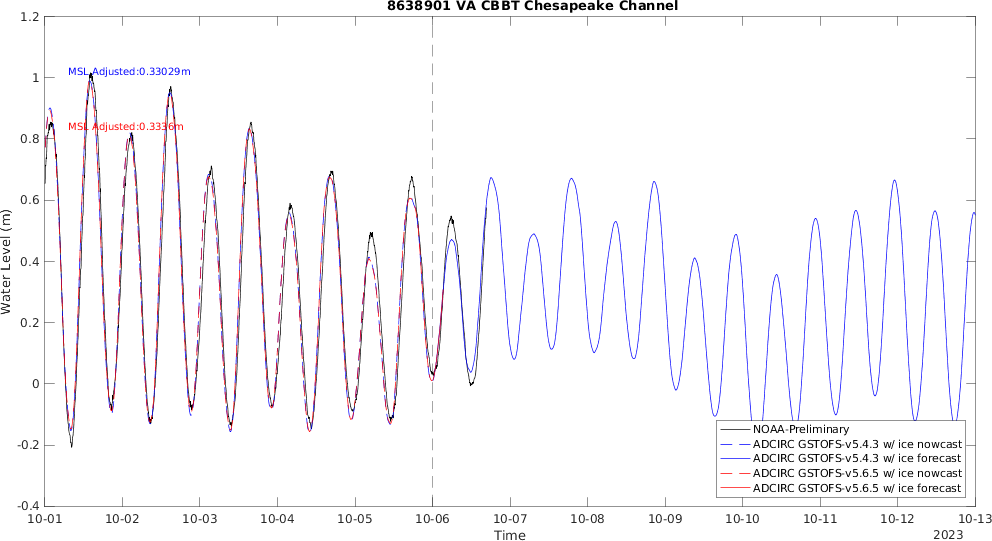 8638901 VA CBBT Chesapeake Channel
1.2
1
0.8
0.6
0.4
0.2
0
-0.2
-0.4
Water Level (m)
MSL Adjusted:0.33029m
MSL Adjusted:0.3336m
NOAA-Preliminary
ADCIRC GSTOFS-v5.4.3 w/ ice nowcast
ADCIRC GSTOFS-v5.4.3 w/ ice forecast
ADCIRC GSTOFS-v5.6.5 w/ ice nowcast
ADCIRC GSTOFS-v5.6.5 w/ ice forecast
10-01 10-02 10-03 10-04 10-05 10-06 10-07 10-08 10-09 10-10 10-11 10-12 10-13
Time
2023